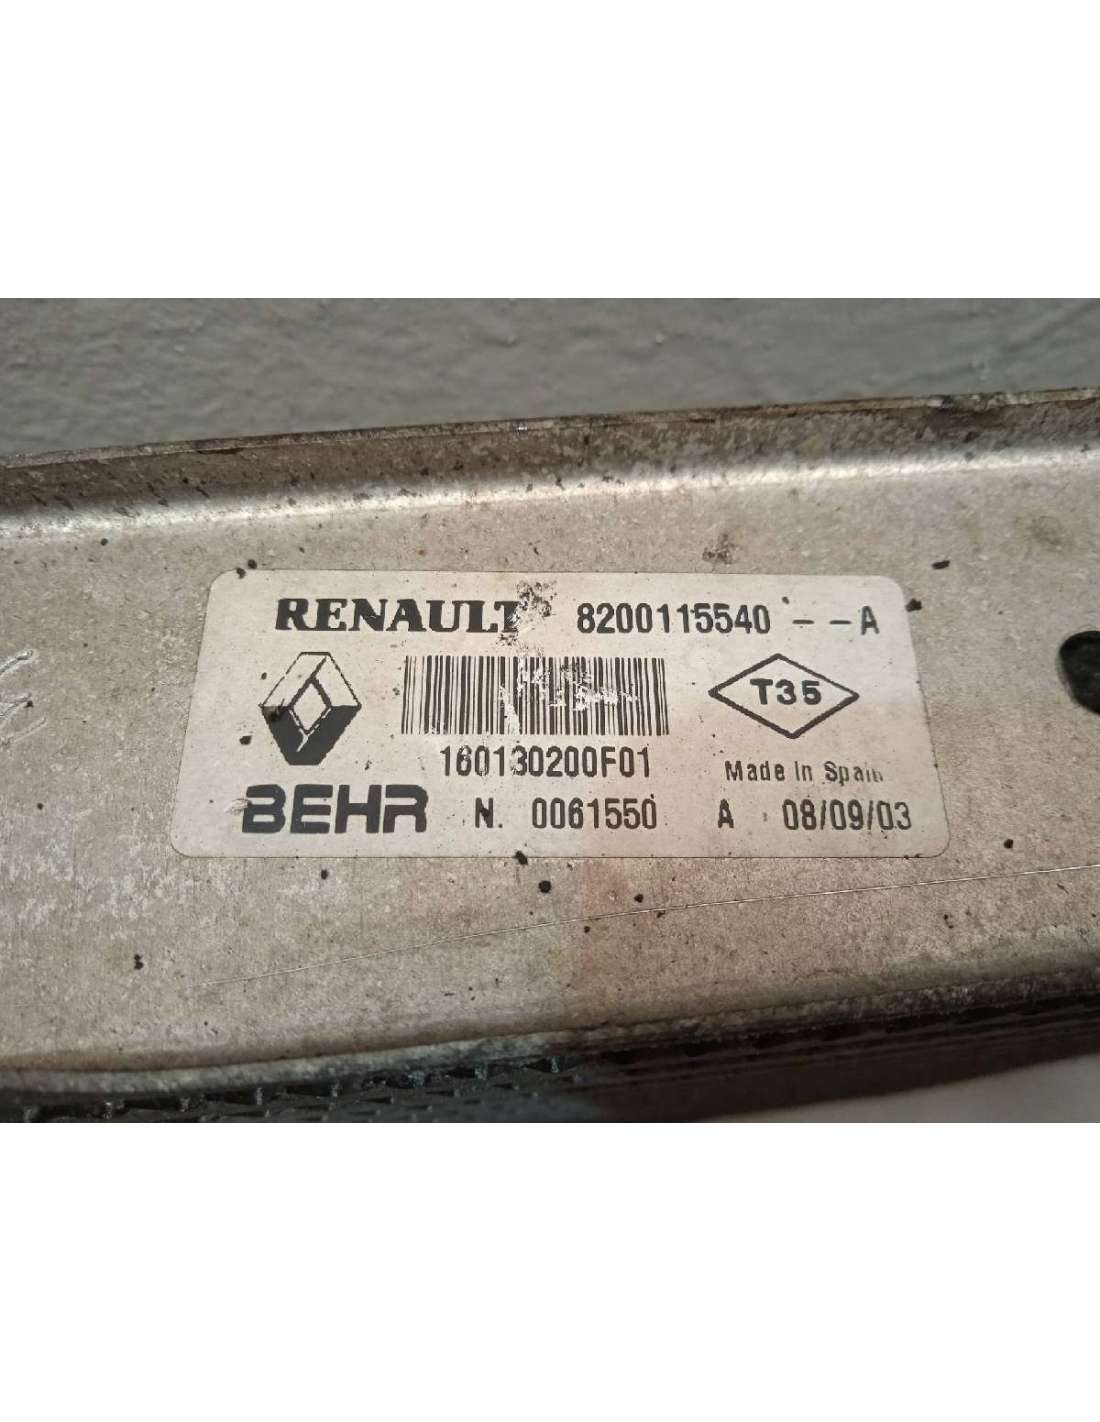 RENAULT 8200115540 - - A
T35
160130200F01
Made In Spain
BEHR N. 0061550 A 08/09/03